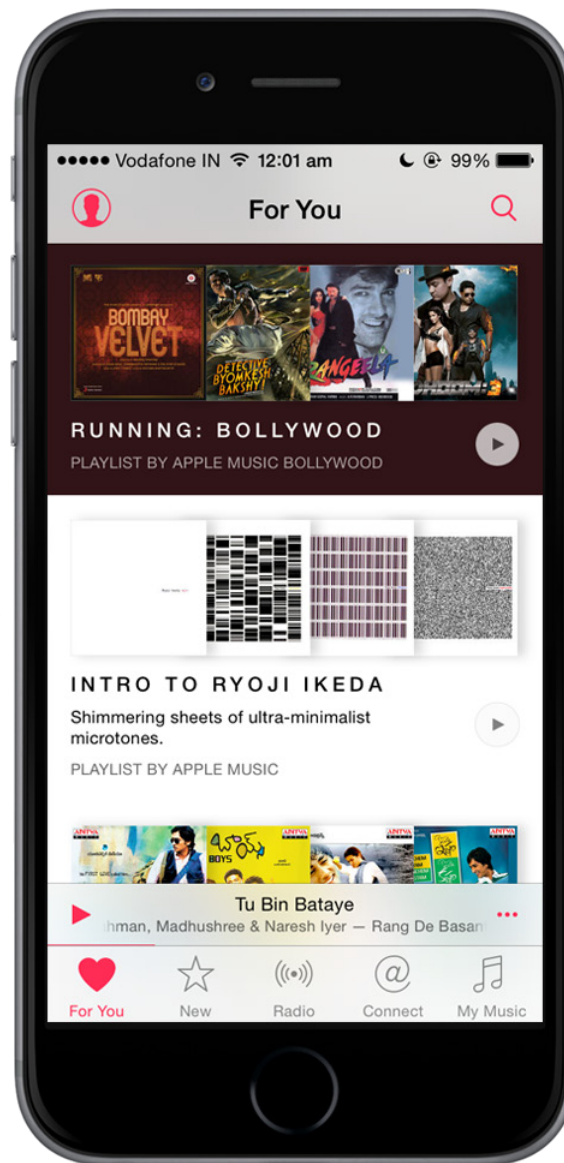 Vodafone IN 12:01 am 99%
For You
BOMBAY
VELVET
DETECTIVE
BYOMKESH
BAKSHY!
RANGEELA
DHOOM:3
RUNNING: BOLLYWOOD
PLAYLIST BY APPLE MUSIC BOLLYWOOD
INTRO TO RYOJI IKEDA
Shimmering sheets of ultra-minimalist
microtones.
PLAYLIST BY APPLE MUSIC
ADITYA
MUSIC
బాయ్స్
BOYS
ADITYA
MUSIC
ADITYA
MUSIC
Tu Bin Bataye
hman, Madhushree & Naresh Iyer — Rang De Basan
For You
New
Radio
Connect
My Music